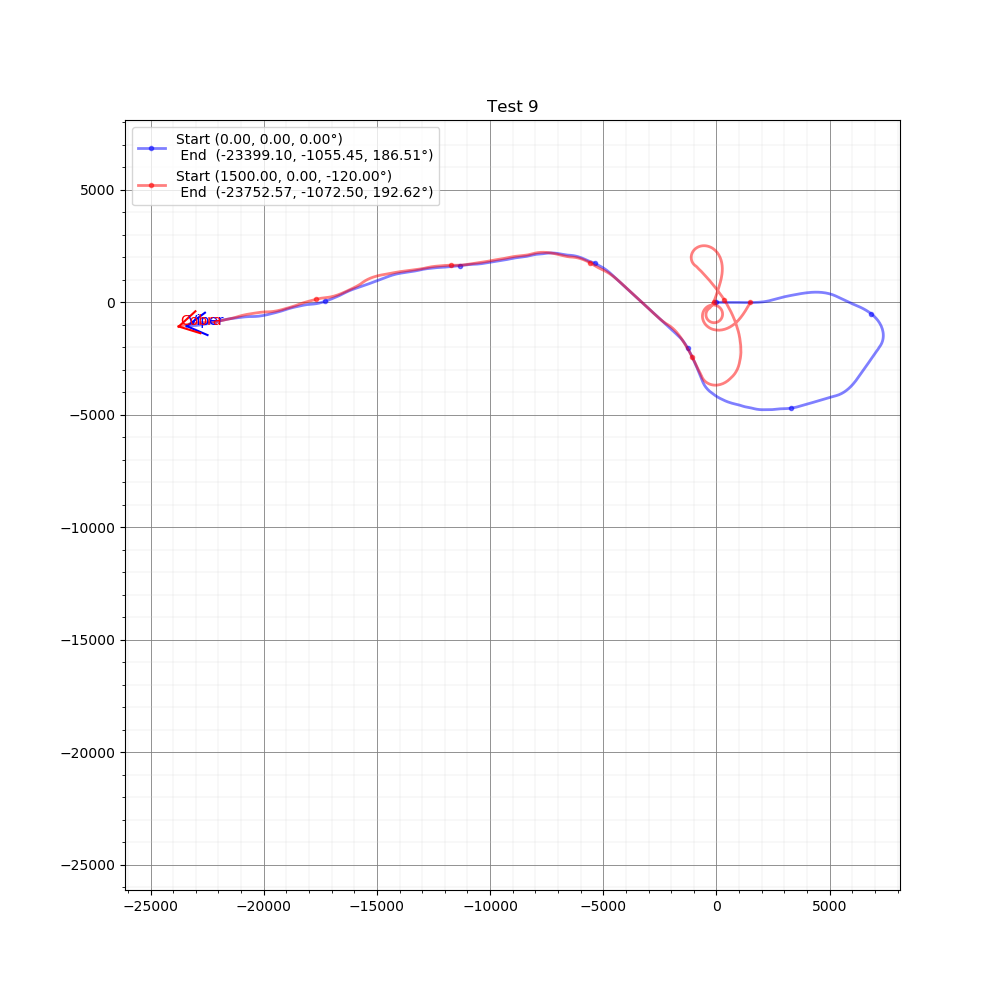 Test 9
Start (0.00, 0.00, 0.00°)
End (-23399.10, -1055.45, 186.51°)
Start (1500.00, 0.00, -120.00°)
End (-23752.57, -1072.50, 192.62°)
5000
0
−5000
−10000
−15000
−20000
−25000
−25000 −20000 −15000 −10000 −5000 0 5000